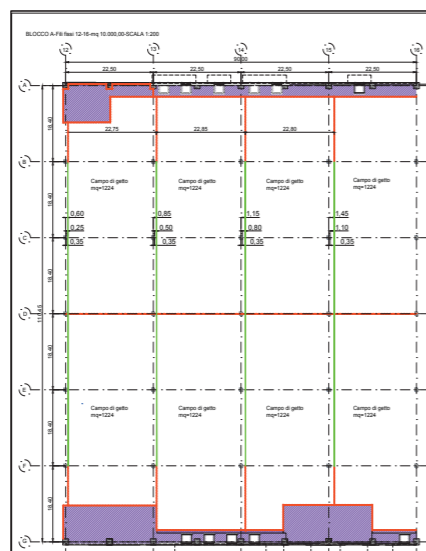 BLOCCO A-Fili fissi 12-16-mq 10.000,00-SCALA 1:200
12 13 14 15 16
90,00
22,50 22,50 22,50 22,50
A
18,40
22,75 22,85 22,80
B
Campo di getto Campo di getto Campo di getto Campo di getto
mq=1224 mq=1224 mq=1224 mq=1224
18,40
0,60 0,85 1,15 1,45
0,25 0,50 0,80 1,10
C
0,35 0,35 0,35 0,35
18,40
D
18,40
E
Campo di getto Campo di getto Campo di getto Campo di getto
mq=1224 mq=1224 mq=1224 mq=1224
18,40
F
18,40
G